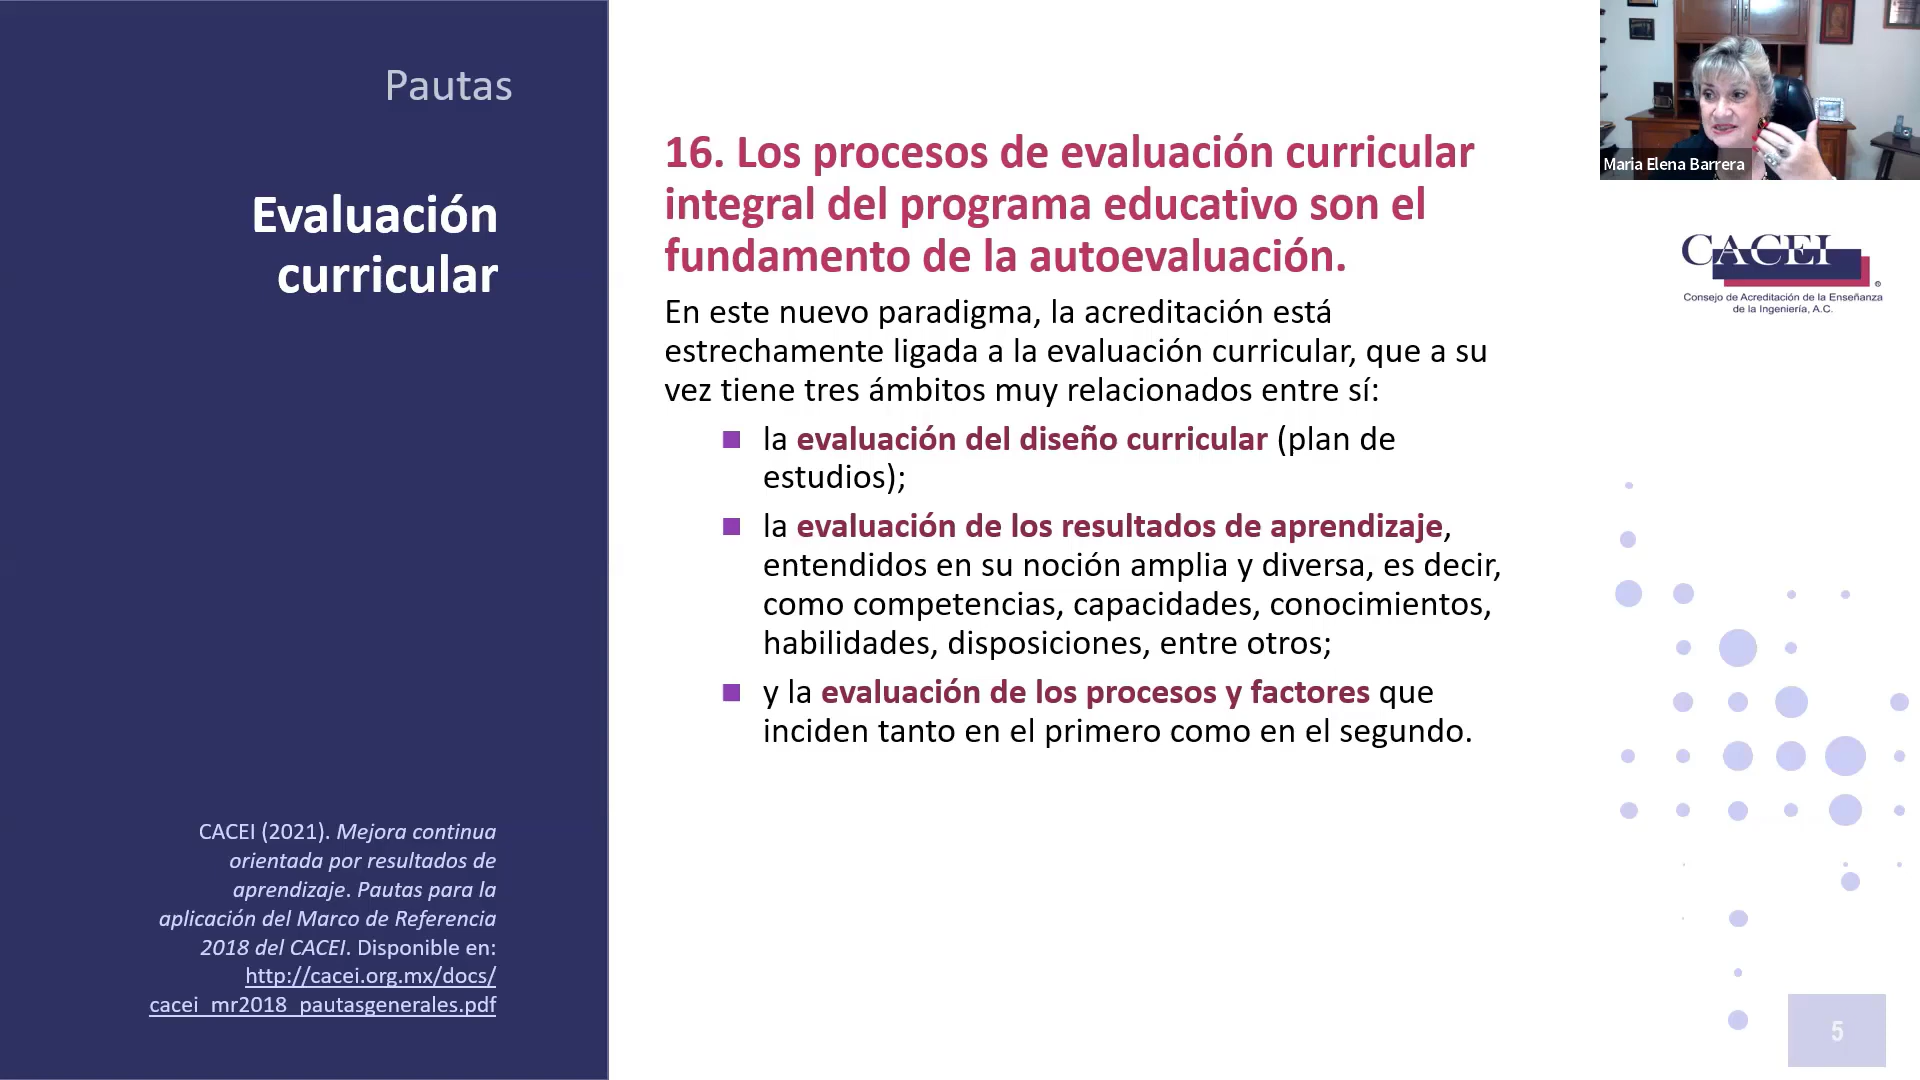 Pautas
Evaluación
curricular
CACEI (2021). Mejora continua
orientada por resultados de
aprendizaje. Pautas para la
aplicación del Marco de Referencia
2018 del CACEI. Disponible en:
http://cacei.org.mx/docs/
cacei_mr2018_pautasgenerales.pdf
16. Los procesos de evaluación curricular
integral del programa educativo son el
fundamento de la autoevaluación.
En este nuevo paradigma, la acreditación está
estrechamente ligada a la evaluación curricular, que a su
vez tiene tres ámbitos muy relacionados entre sí:
la evaluación del diseño curricular (plan de
estudios);
la evaluación de los resultados de aprendizaje,
entendidos en su noción amplia y diversa, es decir,
como competencias, capacidades, conocimientos,
habilidades, disposiciones, entre otros;
y la evaluación de los procesos y factores que
inciden tanto en el primero como en el segundo.
Maria Elena Barrera
CACEI
®
Consejo de Acreditación de la Enseñanza
de la Ingeniería, A.C.
5